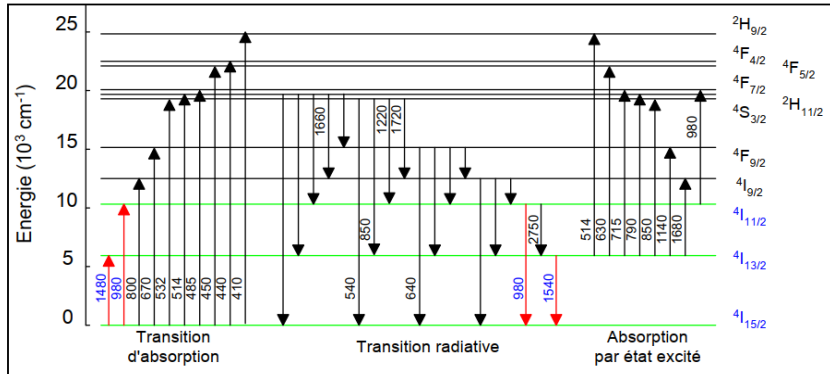 25
20
15
10
5
0
Energie (10³ cm⁻¹)
1480
980
800
670
532
514
485
450
440
410
1660
1220
1720
850
540
640
2750
980
1540
514
630
715
790
850
1140
1680
980
²H₉/₂
⁴F₄/₂ ⁴F₅/₂
⁴F₇/₂
⁴S₃/₂ ²H₁₁/₂
⁴F₉/₂
⁴I₉/₂
⁴I₁₁/₂
⁴I₁₃/₂
⁴I₁₅/₂
Transition
d'absorption
Transition radiative
Absorption
par état excité